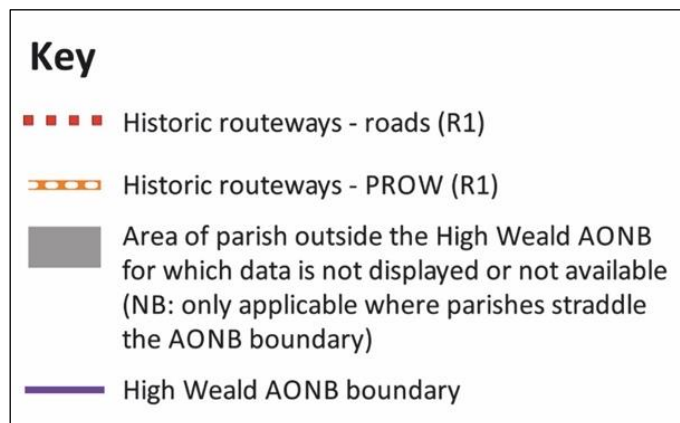 Key
Historic routeways - roads (R1)
Historic routeways - PROW (R1)
Area of parish outside the High Weald AONB
for which data is not displayed or not available
(NB: only applicable where parishes straddle
the AONB boundary)
High Weald AONB boundary